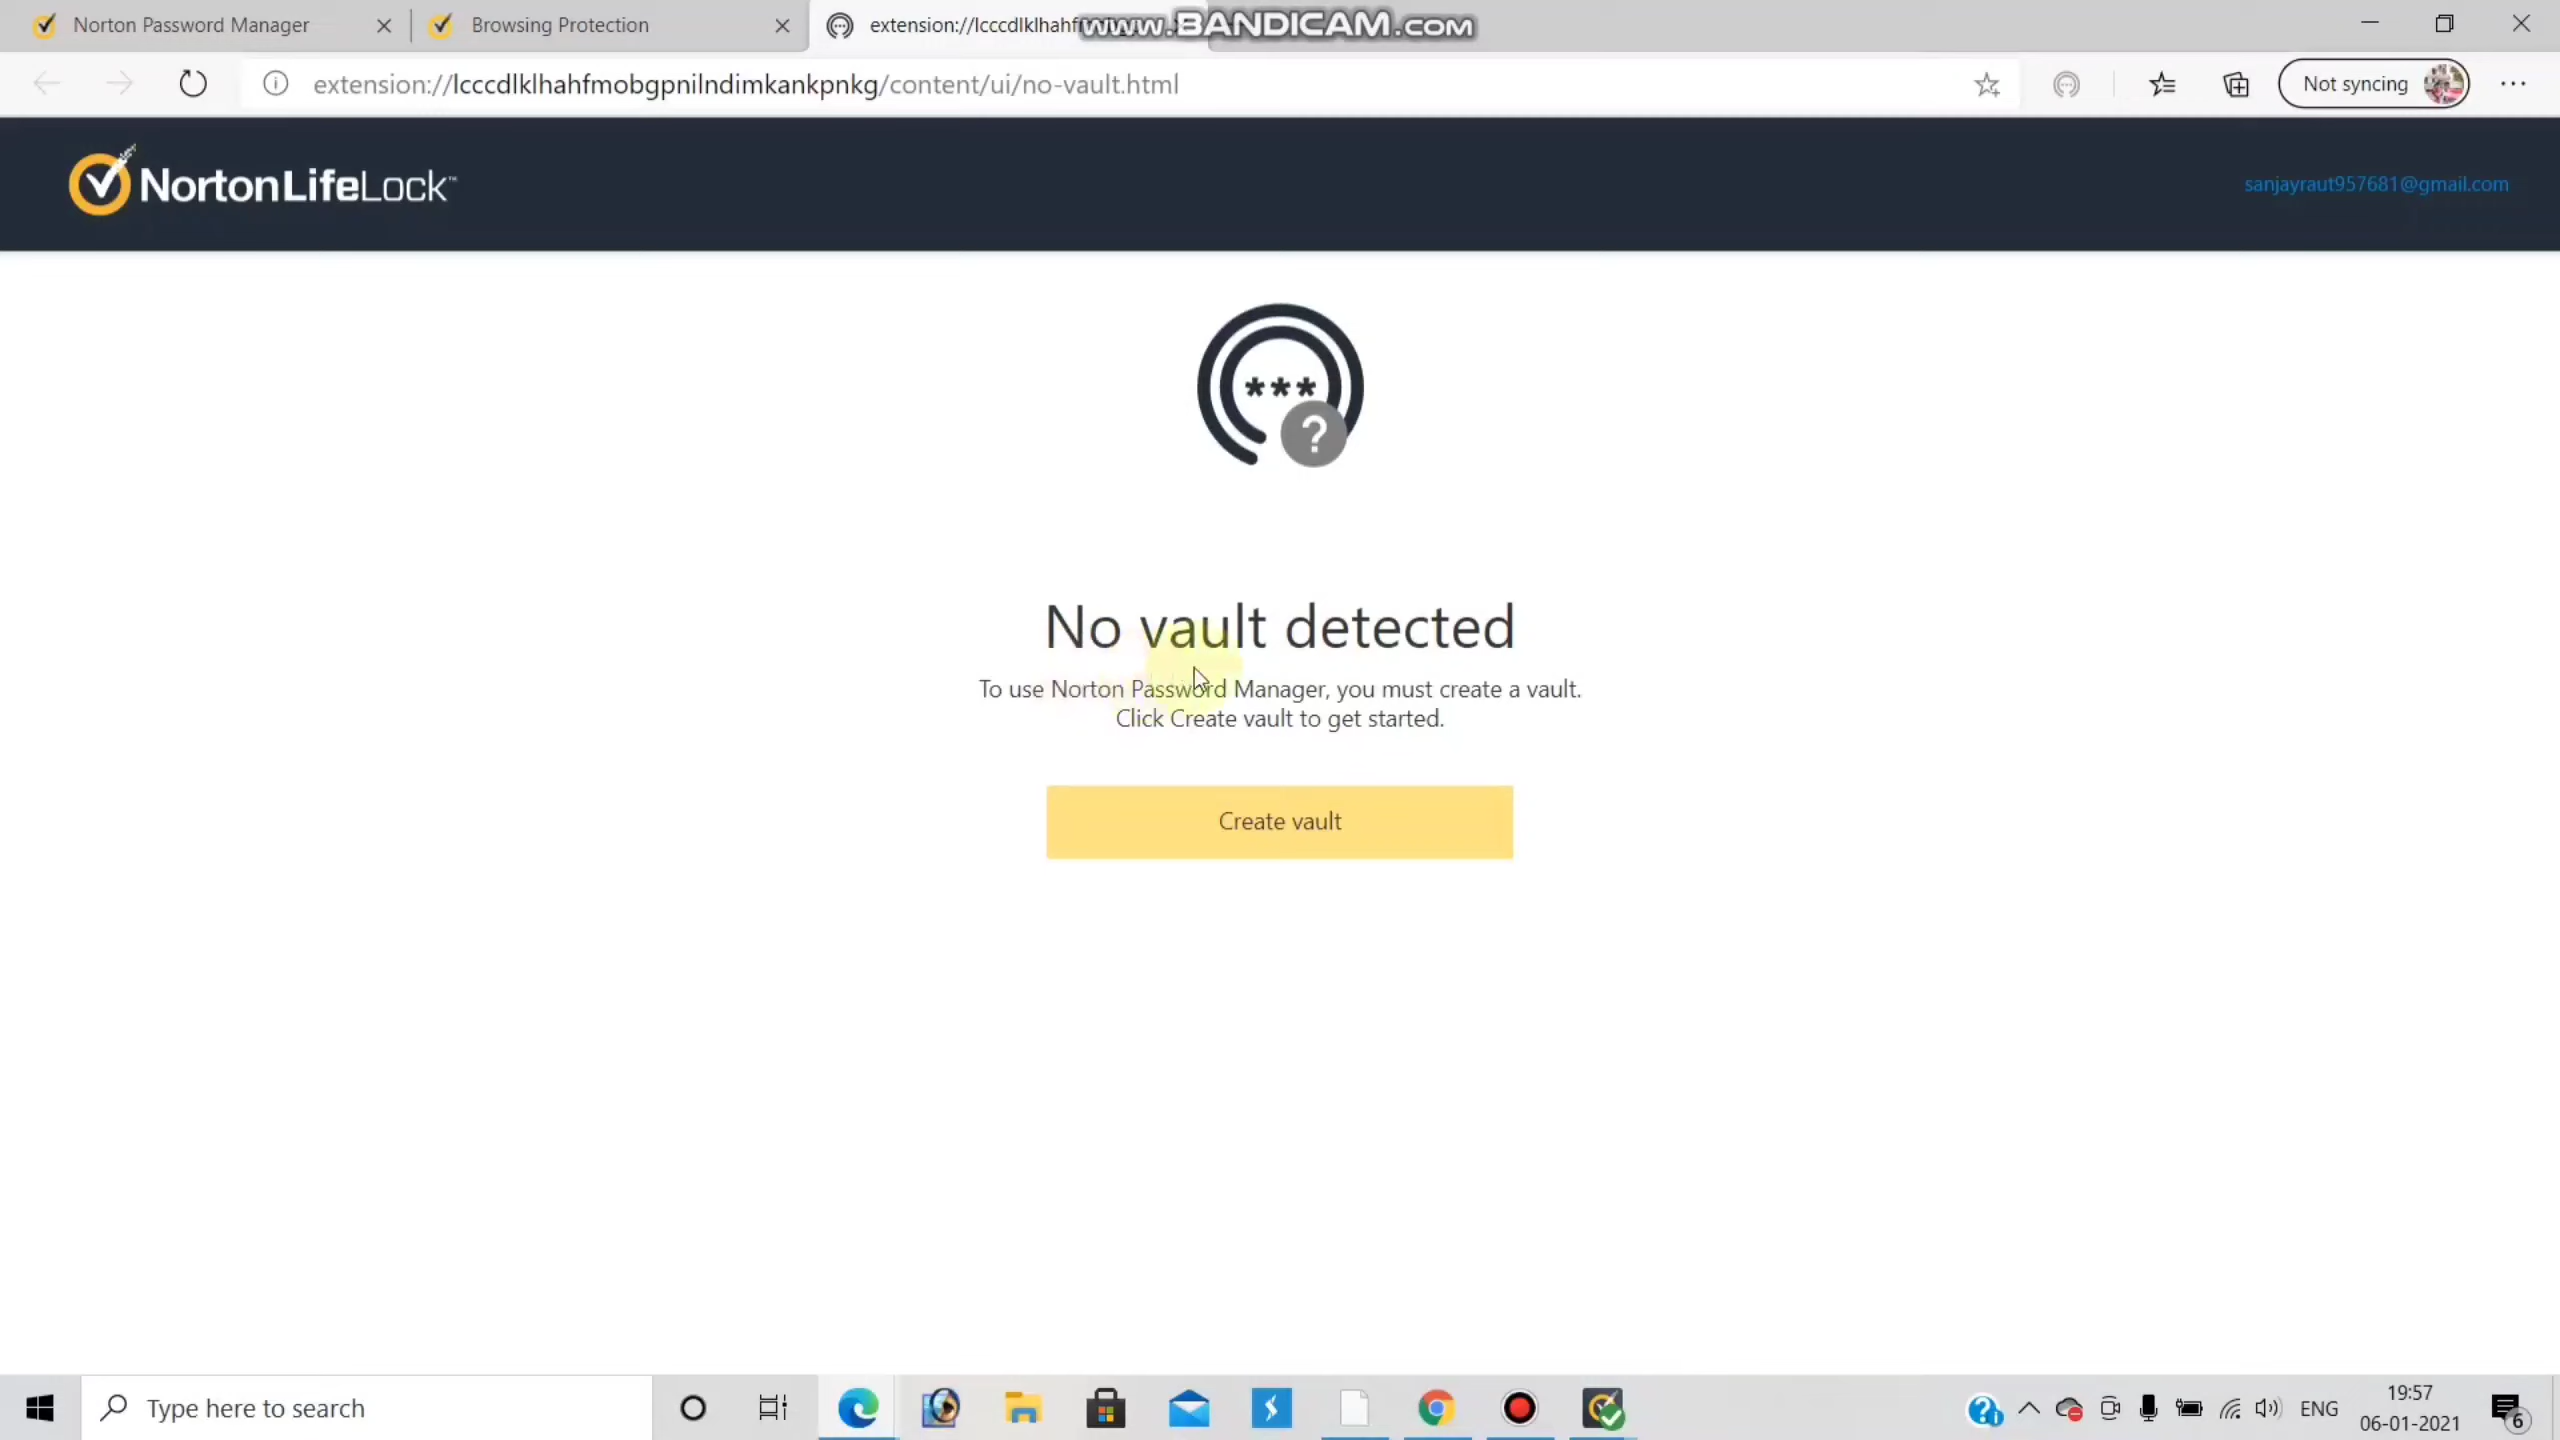 Norton Password Manager
Browsing Protection
extension://lcccdlklhahf
www.BANDICAM.com
extension://lcccdlklhahfmobgpnilndimkankpnkg/content/ui/no-vault.html
Not syncing
NortonLifeLock™
sanjayraut957681@gmail.com
***
?
No vault detected
To use Norton Password Manager, you must create a vault.
Click Create vault to get started.
Create vault
Type here to search
ENG
19:57
06-01-2021
6